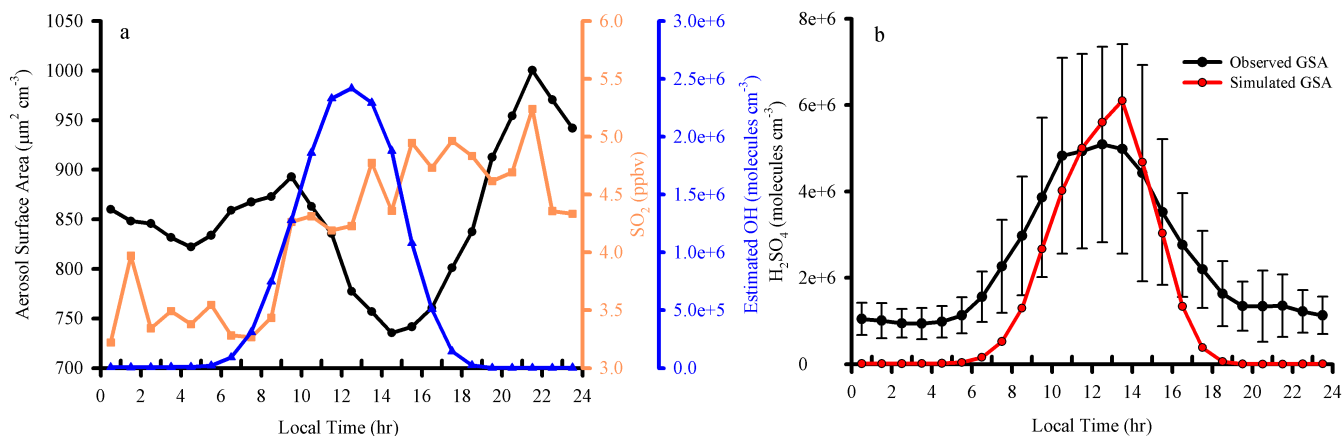 a
1050
1000
950
900
850
800
750
700
Aerosol Surface Area (μm² cm⁻³)
6.0
5.5
5.0
4.5
4.0
3.5
3.0
SO₂ (ppbv)
3.0e+6
2.5e+6
2.0e+6
1.5e+6
1.0e+6
5.0e+5
0.0
Estimated OH (molecules cm⁻³)
0 2 4 6 8 10 12 14 16 18 20 22 24
Local Time (hr)
b
8e+6
6e+6
4e+6
2e+6
0
H₂SO₄ (molecules cm⁻³)
Observed GSA
Simulated GSA
0 2 4 6 8 10 12 14 16 18 20 22 24
Local Time (hr)